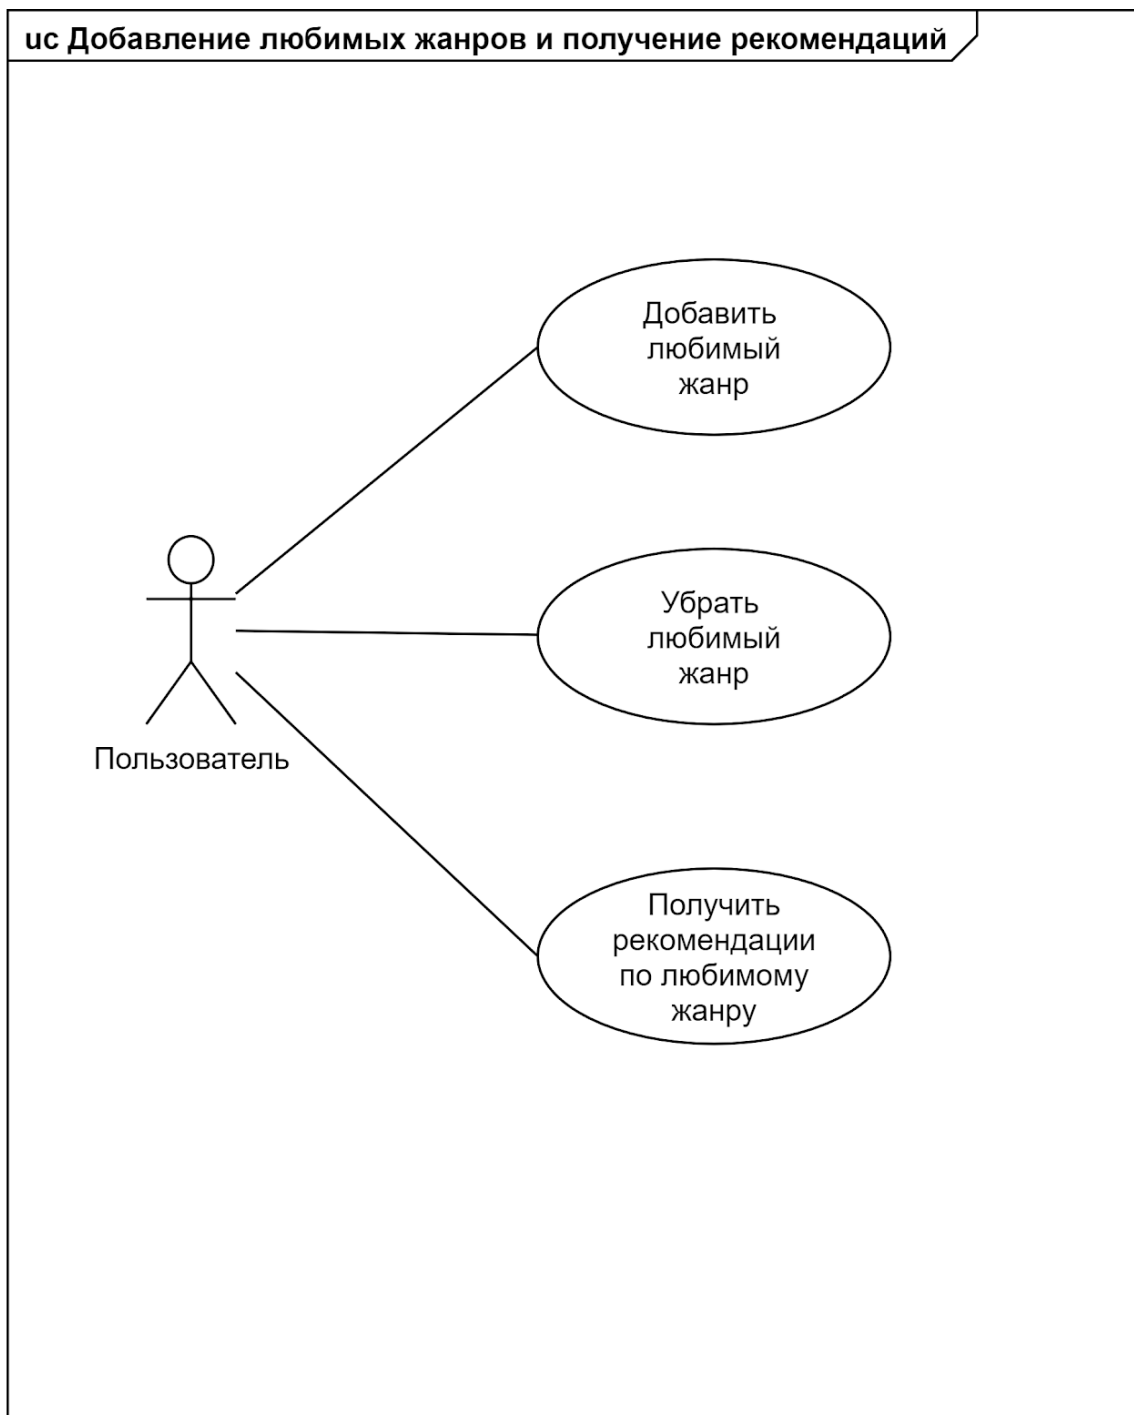 uc Добавление любимых жанров и получение рекомендаций
Добавить
любимый
жанр
Убрать
любимый
жанр
Пользователь
Получить
рекомендации
по любимому
жанру